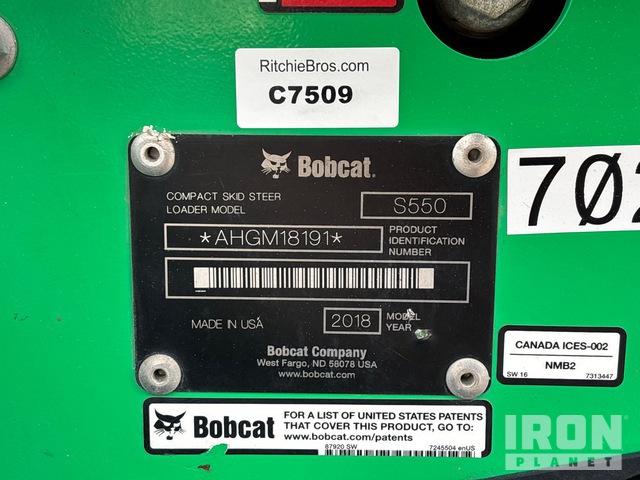 RitchieBros.com
C7509
Bobcat.
COMPACT SKID STEER
LOADER MODEL
S550
*AHGM18191*
PRODUCT
IDENTIFICATION
NUMBER
MADE IN USA
2018
MODEL
YEAR
Bobcat Company
West Fargo, ND 58078 USA
www.bobcat.com
7Ø2
CANADA ICES-002
NMB2
SW 16
7313447
Bobcat
FOR A LIST OF UNITED STATES PATENTS
THAT COVER THIS PRODUCT, GO TO:
www.bobcat.com/patents
87920 SW
7245504 enUS
IRON
PLANET